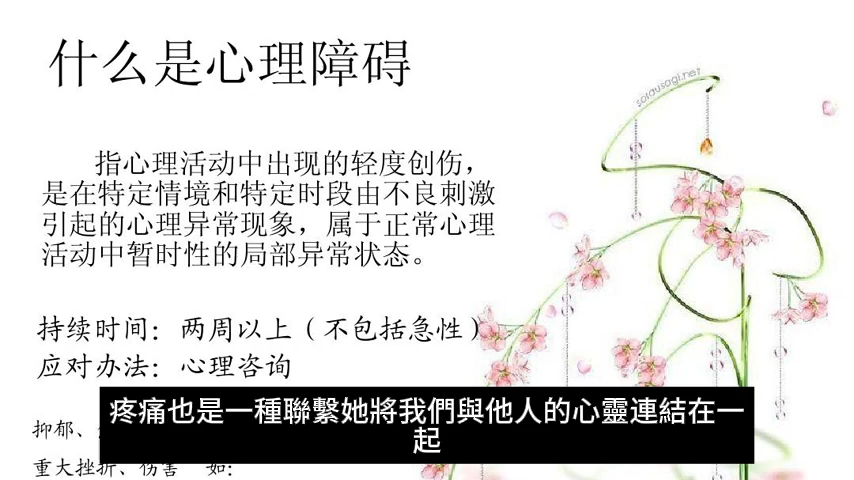 什么是心理障碍
sotausagi.net
指心理活动中出现的轻度创伤，
是在特定情境和特定时段由不良刺激
引起的心理异常现象，属于正常心理
活动中暂时性的局部异常状态。
持续时间：两周以上（不包括急性）
应对办法：心理咨询
抑郁、
疼痛也是一種聯繫她將我們與他人的心靈連結在一
起
重大挫折、伤害 如：